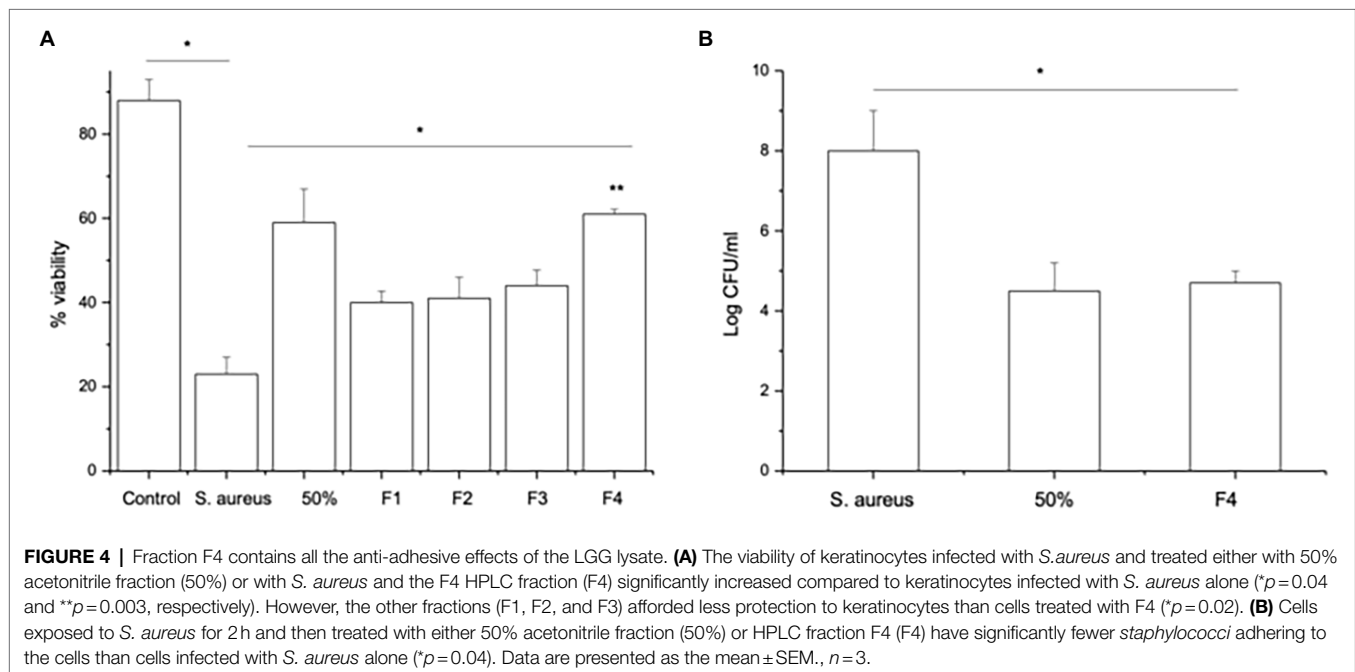 A
B
*
*
**
% viability
80
60
40
20
0
Control S. aureus 50% F1 F2 F3 F4
*
Log CFU/ml
10
8
6
4
2
0
S. aureus 50% F4
FIGURE 4 | Fraction F4 contains all the anti-adhesive effects of the LGG lysate. (A) The viability of keratinocytes infected with S.aureus and treated either with 50%
acetonitrile fraction (50%) or with S. aureus and the F4 HPLC fraction (F4) significantly increased compared to keratinocytes infected with S. aureus alone (*p=0.04
and **p=0.003, respectively). However, the other fractions (F1, F2, and F3) afforded less protection to keratinocytes than cells treated with F4 (*p=0.02). (B) Cells
exposed to S. aureus for 2h and then treated with either 50% acetonitrile fraction (50%) or HPLC fraction F4 (F4) have significantly fewer staphylococci adhering to
the cells than cells infected with S. aureus alone (*p=0.04). Data are presented as the mean±SEM., n=3.